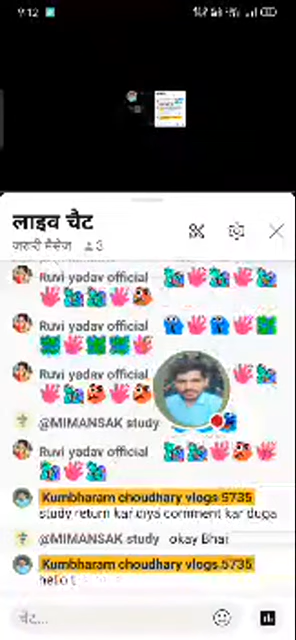 9:12
लाइव चैट
ज़रूरी मैसेज 3
Ruvi yadav official
Ruvi yadav official
Ruvi yadav official
@MIMANSAK study
Ruvi yadav official
Kumbharam choudhary vlogs 5735
study return kar diya comment kar duga
@MIMANSAK study okay Bhai
Kumbharam choudhary vlogs 5735
hello
चैट...